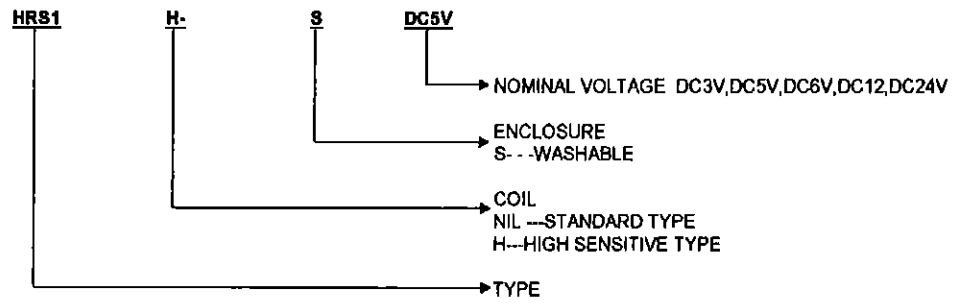 HRS1 H- S DC5V
NOMINAL VOLTAGE DC3V,DC5V,DC6V,DC12,DC24V
ENCLOSURE
S- - -WASHABLE
COIL
NIL ---STANDARD TYPE
H---HIGH SENSITIVE TYPE
TYPE